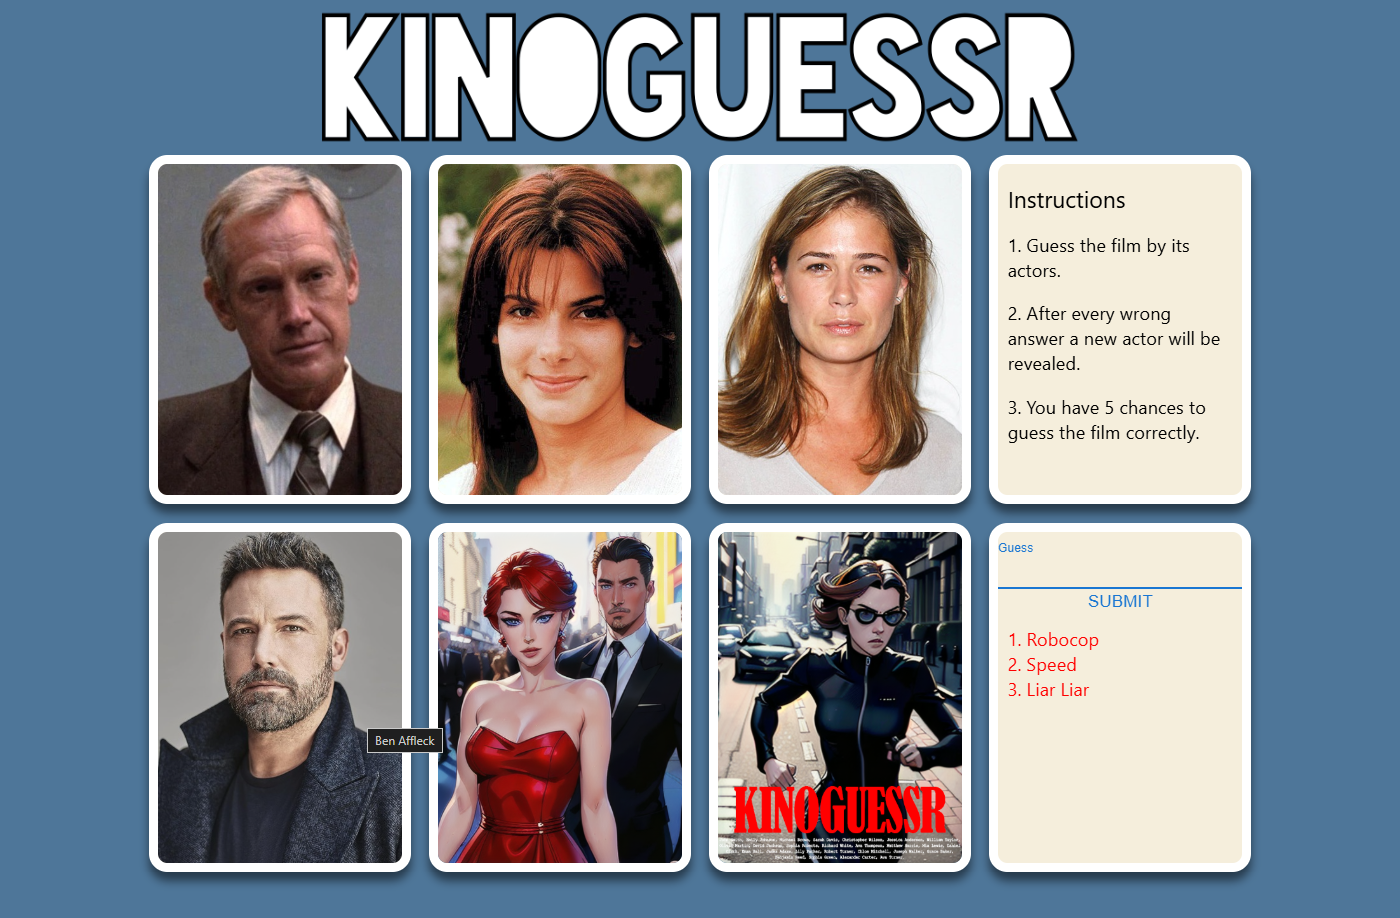 KINOGUESSR
Instructions
1. Guess the film by its
actors.
2. After every wrong
answer a new actor will be
revealed.
3. You have 5 chances to
guess the film correctly.
Ben Affleck
KINOGUESSR
Guess
SUBMIT
1. Robocop
2. Speed
3. Liar Liar